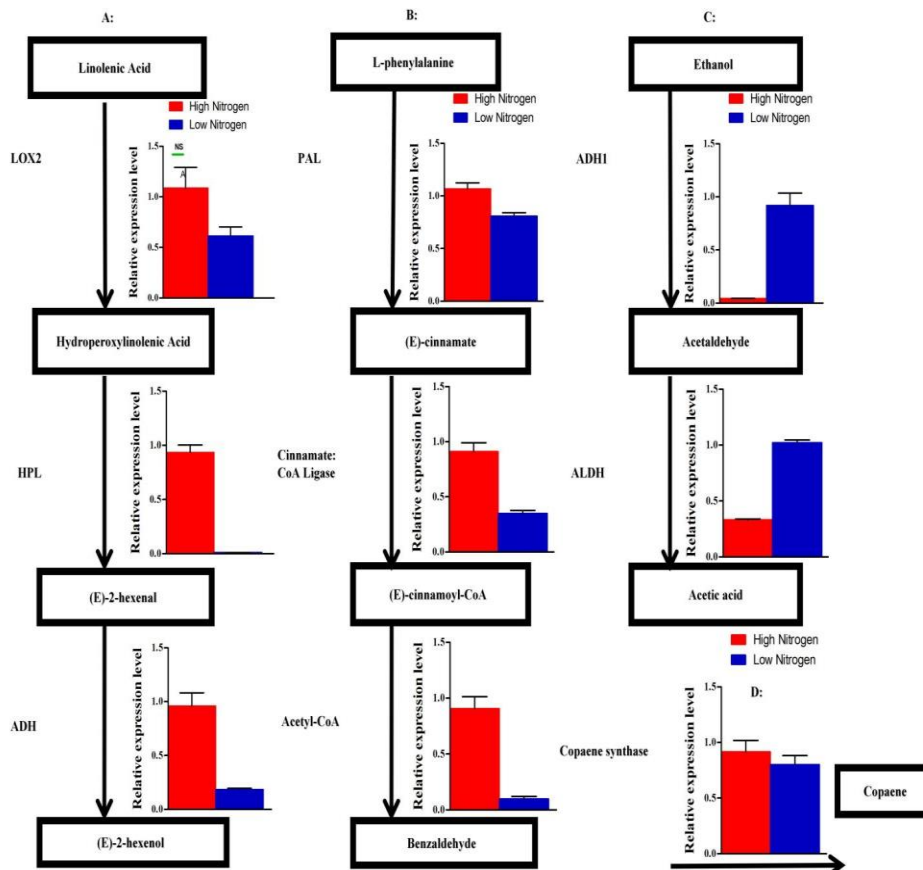 A:
B:
C:
Linolenic Acid
L-phenylalanine
Ethanol
High Nitrogen
Low Nitrogen
High Nitrogen
Low Nitrogen
High Nitrogen
Low Nitrogen
LOX2
Relative expression level
1.5
1.0
0.5
0.0
NS
A
PAL
Relative expression level
1.5
1.0
0.5
0.0
ADH1
Relative expression level
1.5
1.0
0.5
0.0
Hydroperoxylinolenic Acid
(E)-cinnamate
Acetaldehyde
HPL
Relative expression level
1.5
1.0
0.5
0.0
Cinnamate:
CoA Ligase
Relative expression level
1.5
1.0
0.5
0.0
ALDH
Relative expression level
1.5
1.0
0.5
0.0
(E)-2-hexenal
(E)-cinnamoyl-CoA
Acetic acid
High Nitrogen
Low Nitrogen
ADH
Relative expression level
1.5
1.0
0.5
0.0
Acetyl-CoA
Relative expression level
1.5
1.0
0.5
0.0
Copaene synthase
Relative expression level
1.5
1.0
0.5
0.0
D:
Copaene
(E)-2-hexenol
Benzaldehyde